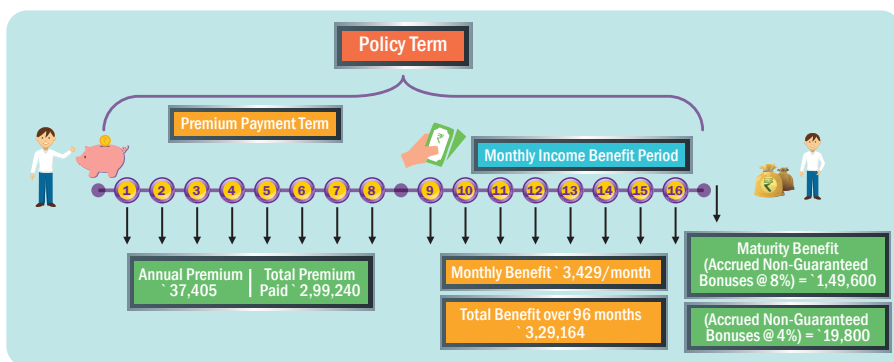 Policy Term
Premium Payment Term
Monthly Income Benefit Period
₹
1 2 3 4 5 6 7 8 9 10 11 12 13 14 15 16
₹
Annual Premium
` 37,405
Total Premium
Paid ` 2,99,240
Monthly Benefit ` 3,429/month
Total Benefit over 96 months
` 3,29,164
Maturity Benefit
(Accrued Non-Guaranteed
Bonuses @ 8%) = `1,49,600
(Accrued Non-Guaranteed
Bonuses @ 4%) = `19,800